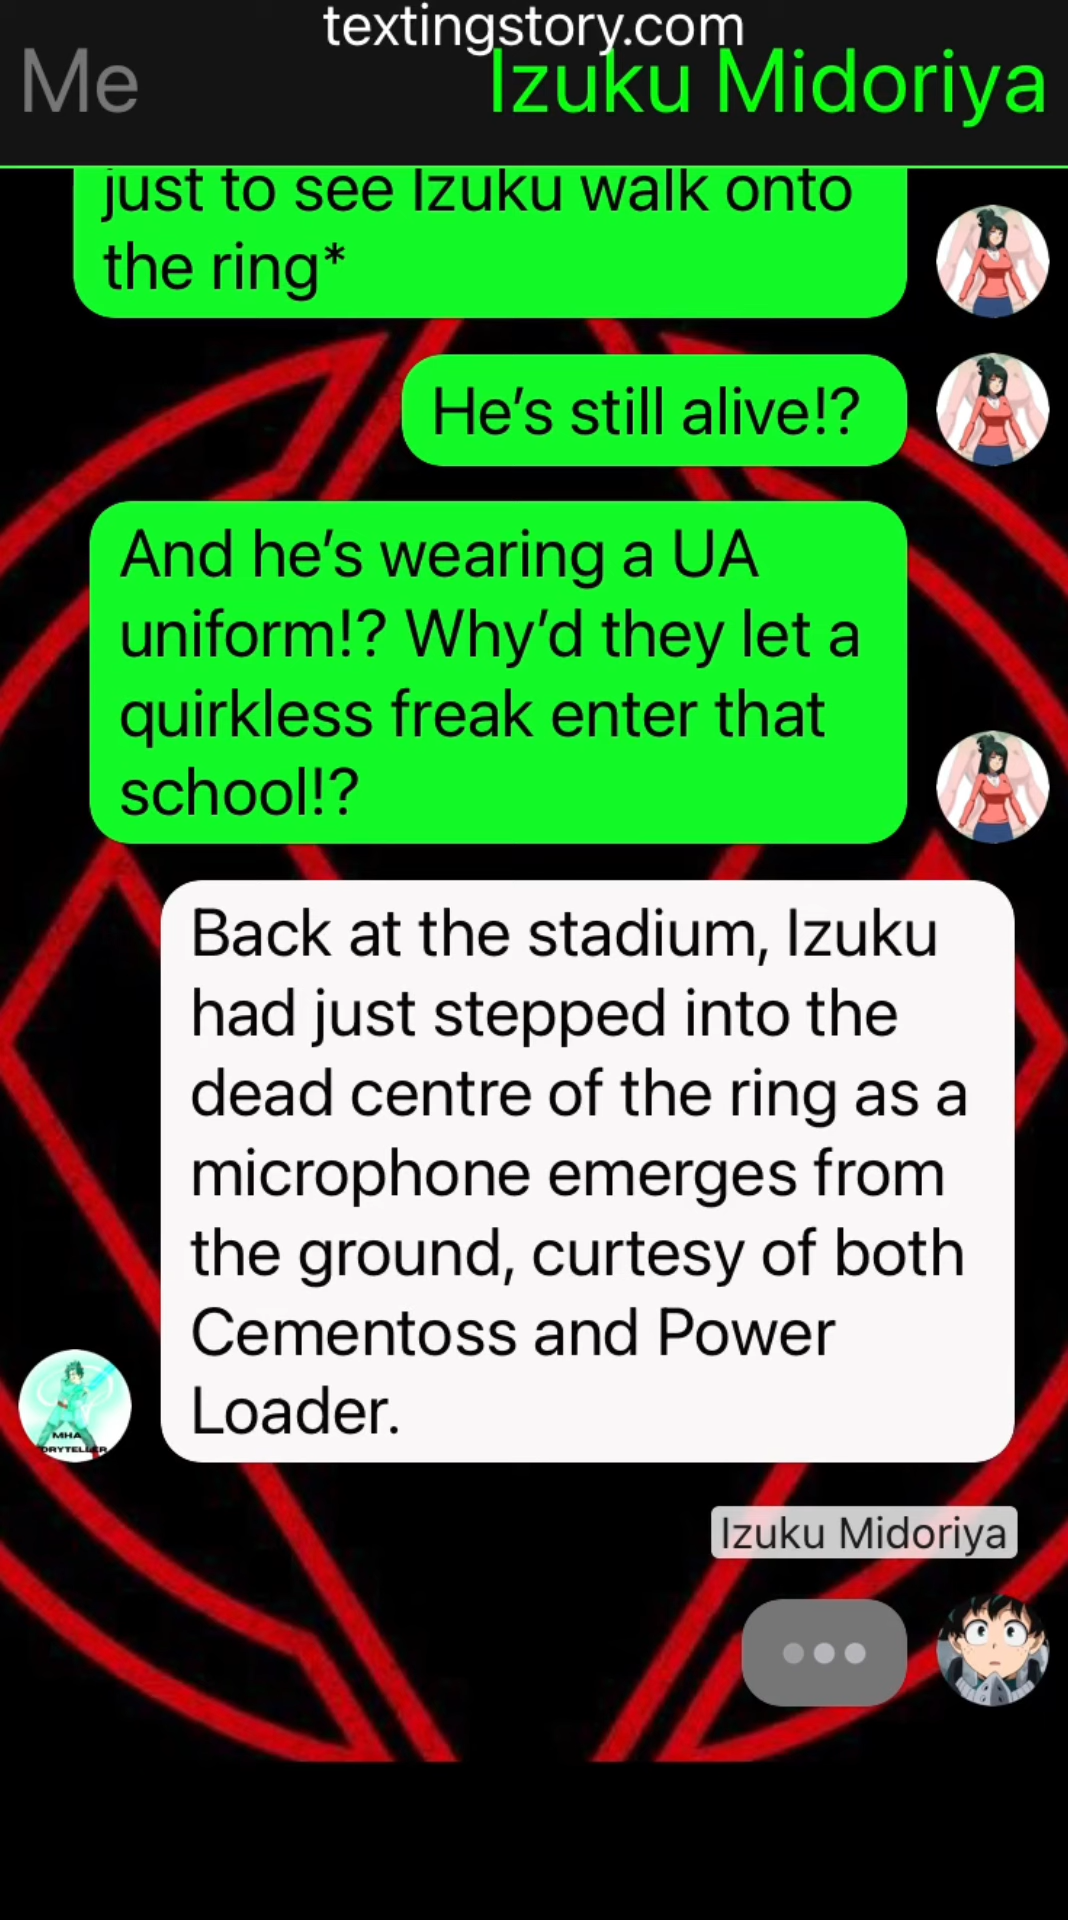 textingstory.com
Me
Izuku Midoriya
just to see Izuku walk onto
the ring*
He’s still alive!?
And he’s wearing a UA
uniform!? Why’d they let a
quirkless freak enter that
school!?
Back at the stadium, Izuku
had just stepped into the
dead centre of the ring as a
microphone emerges from
the ground, curtesy of both
Cementoss and Power
Loader.
MHA
ORYTELLER
Izuku Midoriya